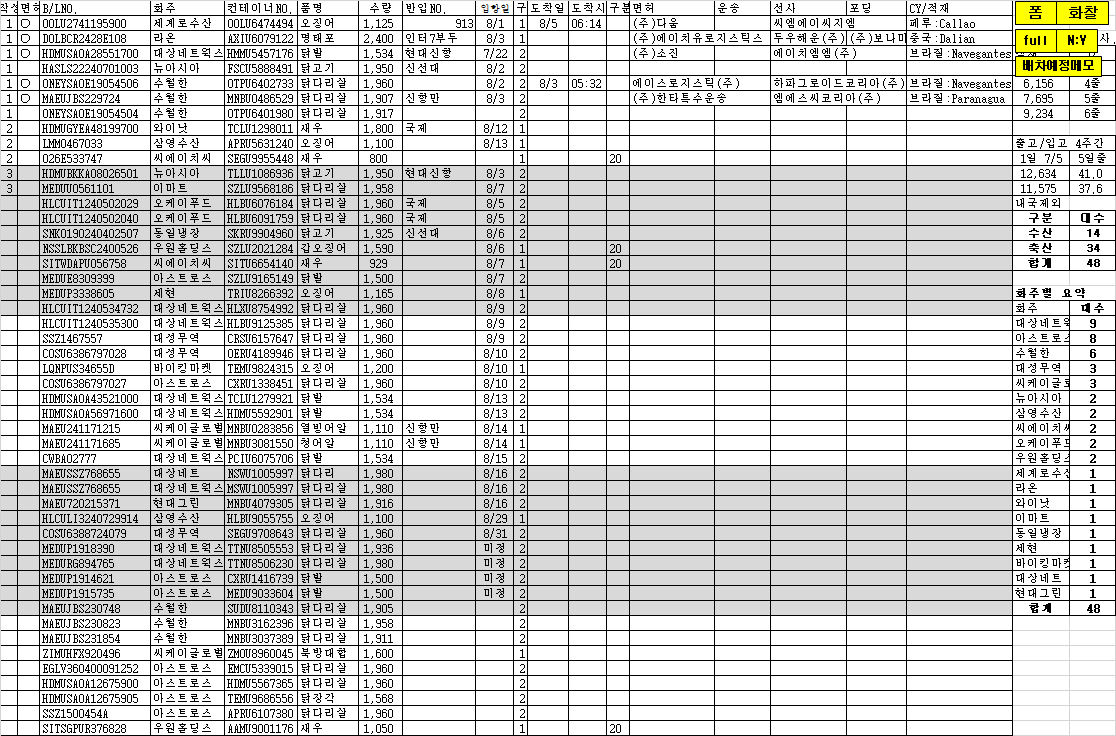 작성 면허 B/LNO. 화주 컨테이너NO. 품명 수량 반입NO. 입항일 구 도착일 도착시 구분 면허 운송 선사 포딩 CY/적재 폼 화찰
1 ○ OOLU2741195900 세계로수산 OOLU6474494 오징어 1,125 913 8/1 1 8/5 06:14 (주)다움 씨엠에이씨지엠 페루:Callao
1 ○ DOLBCR2428E108 라온 AXIU6079122 명태포 2,400 인터7부두 8/3 1 (주)에이치유로지스틱스 두우해운(주)(주)보나미 중국:Dalian full N:Y
1 ○ HDMUSAOA28551700 대상네트웍스 HMMU5457176 닭발 1,534 현대신항 7/22 2 (주)소진 에이치엠엠(주) 브라질:Navegantes
1 HASLS22240701003 뉴아시아 FSCU5888491 닭고기 1,950 신선대 8/2 2 배차예정메모
1 ○ ONEYSAOE19054506 수월한 OTPU6402733 닭다리살 1,960 8/2 2 8/3 05:32 에이스로지스틱(주) 하파그로이드코리아(주) 브라질:Navegantes 6,156 4줄
1 ○ MAEUJBS229724 수월한 MNBU0486529 닭다리살 1,907 신항만 8/3 2 (주)한타특수운송 엠에스씨코리아(주) 브라질:Paranagua 7,695 5줄
1 ONEYSAOE19054504 수월한 OTPU6401980 닭다리살 1,917 2 9,234 6줄
2 HDMUGYEA48199700 와이낫 TCLU1298011 새우 1,800 국제 8/12 1
2 LMM0467033 삼영수산 APRU5631240 오징어 1,100 8/13 1 출고/입고 4주간
2 026E533747 씨에이치씨 SEGU9955448 새우 800 1 20 1일 7/5 5일줄
3 HDMUBKKA08026501 뉴아시아 TLLU1086936 닭고기 1,950 현대신항 8/3 2 12,634 41.0
3 MEDUU0561101 이마트 SZLU9568186 닭다리살 1,958 8/7 2 11,575 37.6
HLCUIT1240502029 오케이푸드 HLBU6076184 닭다리살 1,960 국제 8/5 2 내국제외
HLCUIT1240502040 오케이푸드 HLBU6091759 닭다리살 1,960 국제 8/5 2 구분 대수
SNKO190240402507 동일냉장 SKRU9904960 닭고기 1,925 신선대 8/6 2 수산 14
NSSLBKBSC2400526 우원홀딩스 SZLU2021284 갑오징어 1,590 8/6 1 20 축산 34
SITWDAPU056758 씨에이치씨 SITU6654140 새우 929 8/7 1 20 합계 48
MEDUE8309399 아스트로스 SZLU9165149 닭발 1,500 8/7 2
MEDUP3338605 세현 TRIU8266392 오징어 1,165 8/8 1 화주별 요약
HLCUIT1240534732 대상네트웍스 HLXU8754992 닭다리살 1,960 8/9 2 화주 대수
HLCUIT1240535300 대상네트웍스 HLBU9125385 닭다리살 1,960 8/9 2 대상네트웍 9
SSZ1467557 대성무역 CRSU6157647 닭다리살 1,960 8/9 2 아스트로스 8
COSU6386797028 대성무역 OERU4189946 닭다리살 1,960 8/10 2 수월한 6
LQNPUS34655D 바이킹마켓 TEMU9824315 오징어 1,200 8/10 1 대성무역 3
COSU6386797027 아스트로스 CXRU1338451 닭다리살 1,960 8/10 2 씨케이글로 3
HDMUSAOA43521000 대상네트웍스 TCLU1279921 닭발 1,534 8/13 2 뉴아시아 2
HDMUSAOA56971600 대상네트웍스 HDMU5592901 닭발 1,534 8/13 2 삼영수산 2
MAEU241171215 씨케이글로벌 MNBU0283856 열빙어알 1,110 신항만 8/14 1 씨에이치씨 2
MAEU241171685 씨케이글로벌 MNBU3081550 청어알 1,110 신항만 8/14 1 오케이푸드 2
CWBA02777 대상네트웍스 PCIU6075706 닭발 1,534 8/15 2 우원홀딩스 2
MAEUSSZ768655 대상네트 NSWU1005997 닭다리 1,980 8/16 2 세계로수산 1
MAEUSSZ768655 대상네트웍스 MSWU1005997 닭다리살 1,980 8/16 2 라온 1
MAEU720215371 현대그린 MNBU4079305 닭다리살 1,916 8/16 2 와이낫 1
HLCULI3240729914 삼영수산 HLBU9055755 오징어 1,100 8/29 1 이마트 1
COSU6388724079 대성무역 SEGU9708643 닭다리살 1,960 8/31 2 동일냉장 1
MEDUP1918390 대상네트웍스 TTNU8505553 닭다리살 1,936 미정 2 세현 1
MEDURG894765 대상네트웍스 TTNU8506230 닭다리살 1,980 미정 2 바이킹마켓 1
MEDUP1914621 아스트로스 CXRU1416739 닭발 1,500 미정 2 대상네트 1
MEDUP1915735 아스트로스 MEDU9033604 닭발 1,500 미정 2 현대그린 1
MAEUJBS230748 수월한 SUDU8110343 닭다리살 1,905 2 합계 48
MAEUJBS230823 수월한 MNBU3162396 닭다리살 1,958 2
MAEUJBS231854 수월한 MNBU3037389 닭다리살 1,911 2
ZIMUHFX920496 씨케이글로벌 ZMOU8960045 북방대합 1,600 1
EGLV360400091252 아스트로스 EMCU5339015 닭다리살 1,960 2
HDMUSAOA12675900 아스트로스 HDMU5567365 닭다리살 1,960 2
HDMUSAOA12675905 아스트로스 TEMU9686556 닭장각 1,568 2
SSZ1500454A 아스트로스 APRU6107380 닭다리살 1,960 2
SITSGPUR376828 우원홀딩스 AAMU9001176 새우 1,050 1 20